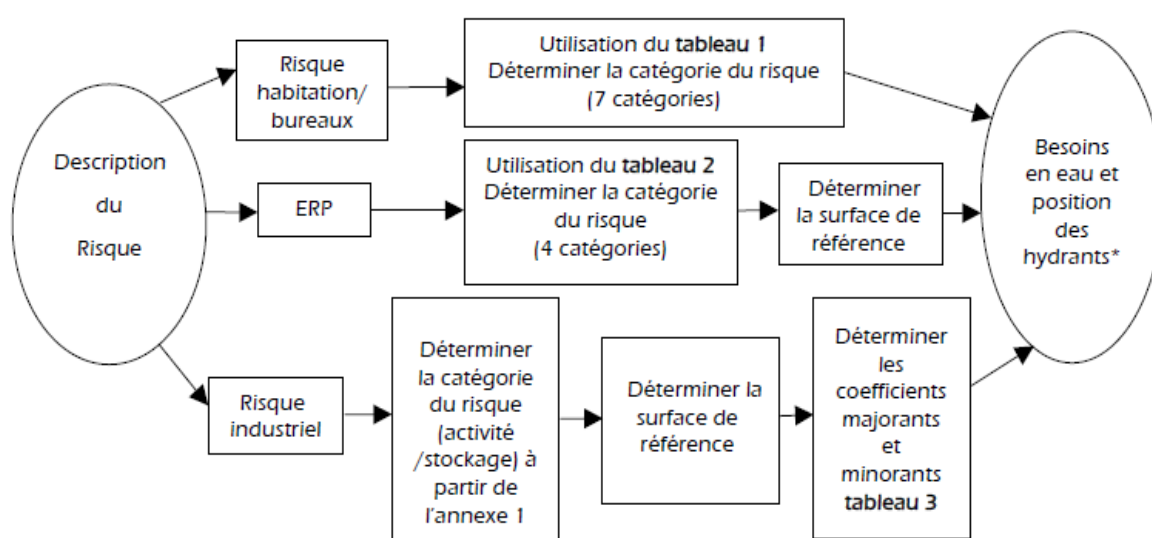 Description
du
Risque
Risque
habitation/
bureaux
Utilisation du tableau 1
Déterminer la catégorie du risque
(7 catégories)
ERP
Utilisation du tableau 2
Déterminer la catégorie
du risque
(4 catégories)
Déterminer
la surface de
référence
Risque
industriel
Déterminer
la catégorie
du risque
(activité
/stockage) à
partir de
l'annexe 1
Déterminer la
surface de
référence
Déterminer
les
coefficients
majorants
et
minorants
tableau 3
Besoins
en eau et
position
des
hydrants*